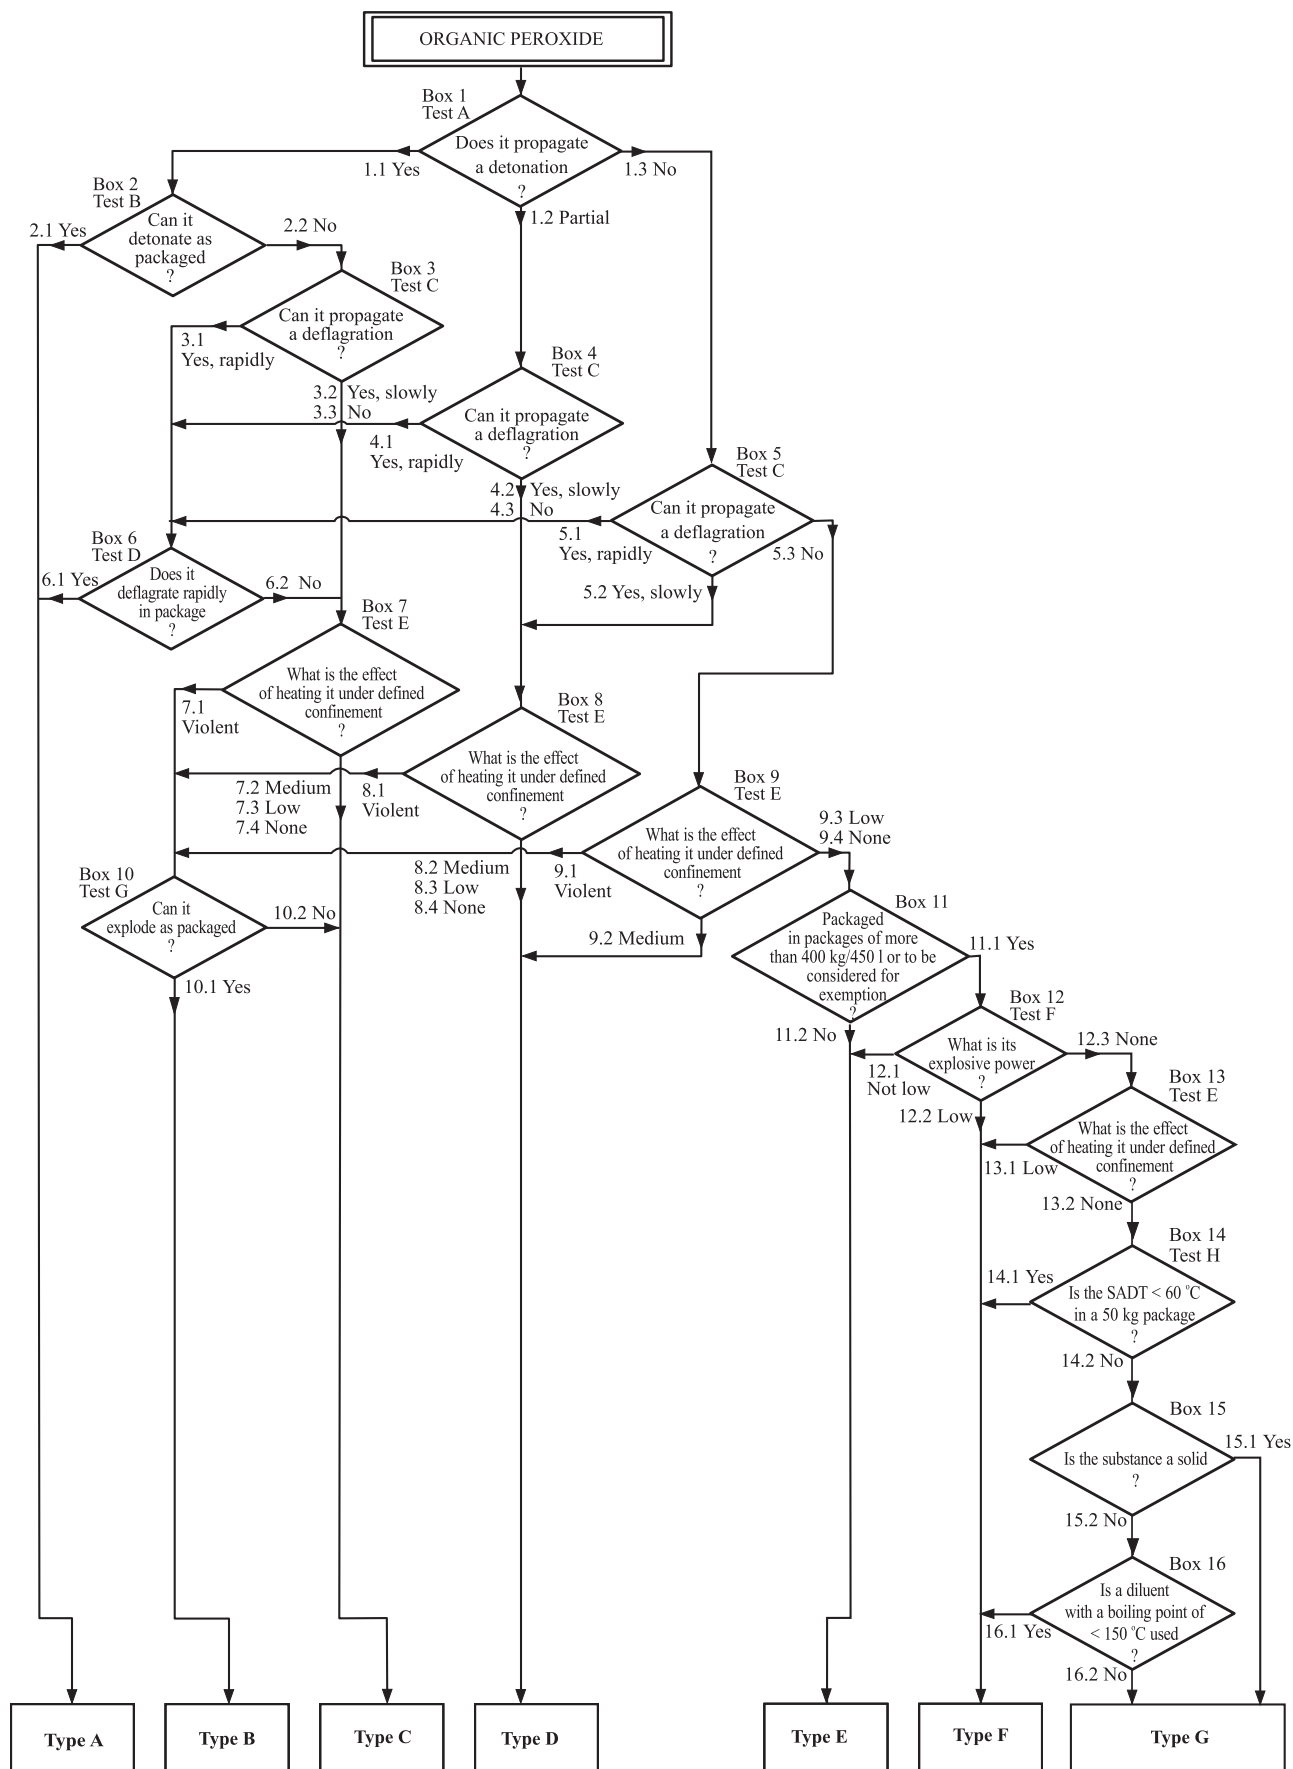 ORGANIC PEROXIDE
Box 1
Test A
Does it propagate
a detonation
?
1.1 Yes
1.3 No
1.2 Partial
Box 2
Test B
Can it
detonate as
packaged
?
2.1 Yes
2.2 No
Box 3
Test C
Can it propagate
a deflagration
?
3.1
Yes, rapidly
3.2 Yes, slowly
3.3 No
Box 4
Test C
Can it propagate
a deflagration
?
4.1
Yes, rapidly
4.2 Yes, slowly
4.3 No
Box 5
Test C
Can it propagate
a deflagration
?
5.1
Yes, rapidly
5.3 No
5.2 Yes, slowly
Box 6
Test D
Does it
deflagrate rapidly
in package
?
6.1 Yes
6.2 No
Box 7
Test E
What is the effect
of heating it under defined
confinement
?
7.1
Violent
7.2 Medium
7.3 Low
7.4 None
Box 8
Test E
What is the effect
of heating it under defined
confinement
?
8.1
Violent
8.2 Medium
8.3 Low
8.4 None
Box 9
Test E
What is the effect
of heating it under defined
confinement
?
9.3 Low
9.4 None
9.1
Violent
9.2 Medium
Box 10
Test G
Can it
explode as packaged
?
10.2 No
10.1 Yes
Box 11
Packaged
in packages of more
than 400 kg/450 l or to be
considered for
exemption
?
11.1 Yes
11.2 No
Box 12
Test F
What is its
explosive power
?
12.1
Not low
12.3 None
12.2 Low
Box 13
Test E
What is the effect
of heating it under defined
confinement
?
13.1 Low
13.2 None
Box 14
Test H
Is the SADT < 60 °C
in a 50 kg package
?
14.1 Yes
14.2 No
Box 15
Is the substance a solid
?
15.1 Yes
15.2 No
Box 16
Is a diluent
with a boiling point of
< 150 °C used
?
16.1 Yes
16.2 No
Type A
Type B
Type C
Type D
Type E
Type F
Type G